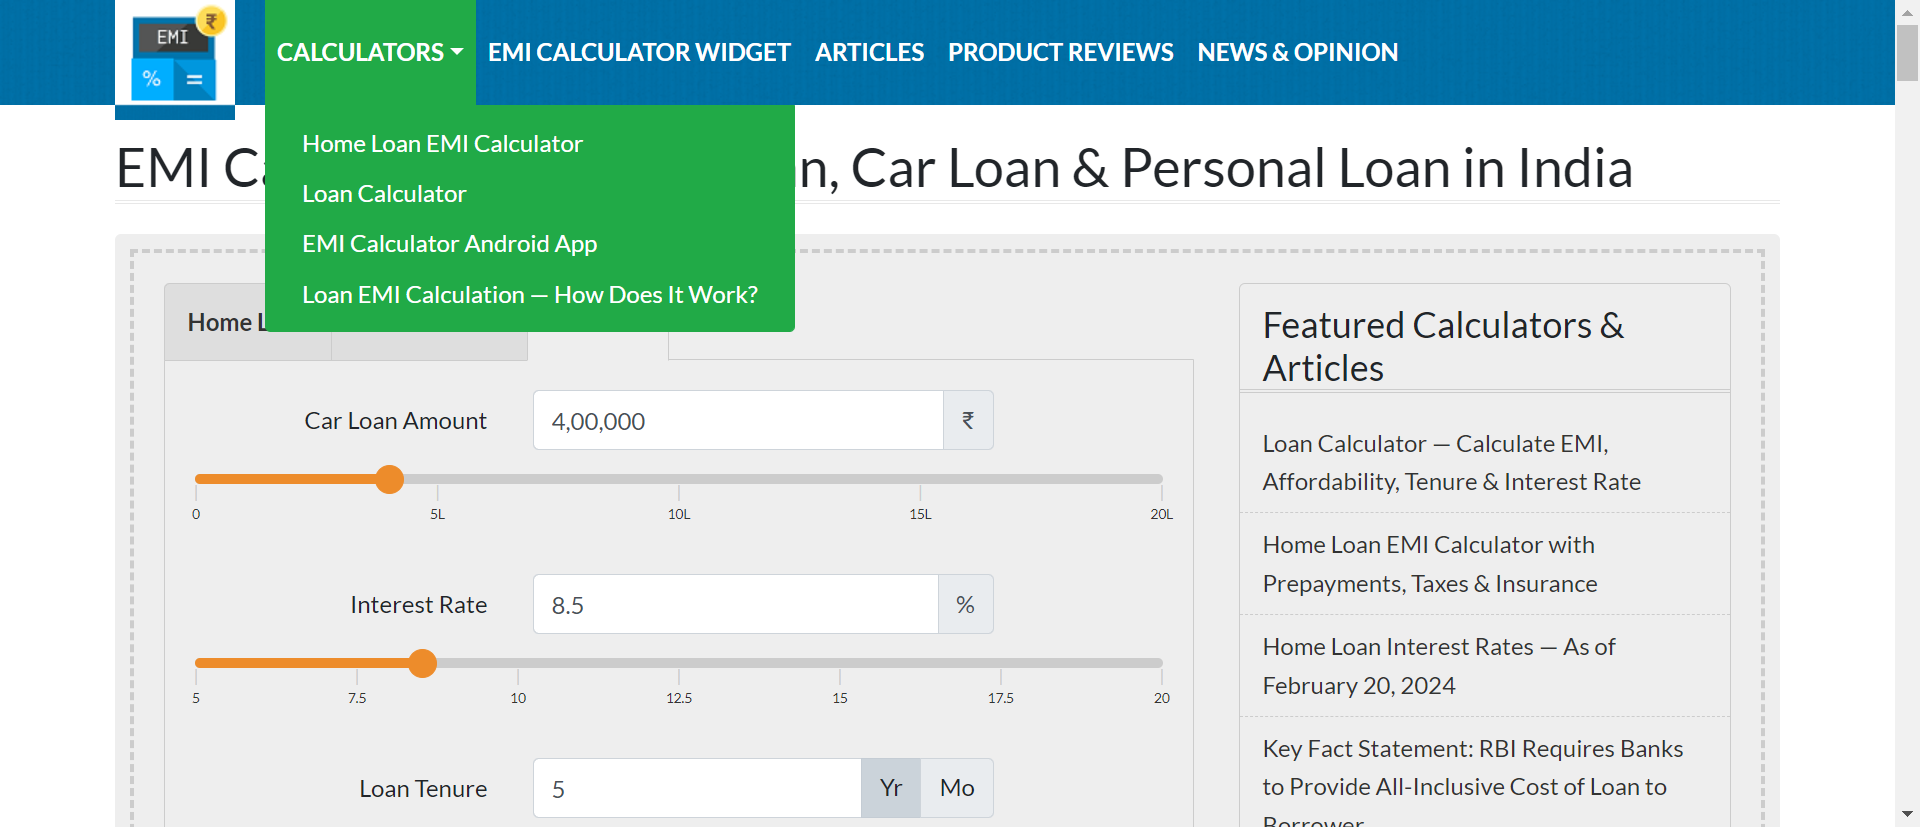 EMI
%
=
₹
CALCULATORS
EMI CALCULATOR WIDGET
ARTICLES
PRODUCT REVIEWS
NEWS & OPINION
Home Loan EMI Calculator
Loan Calculator
EMI Calculator Android App
Loan EMI Calculation — How Does It Work?
EMI
, Car Loan & Personal Loan in India
Home
Car Loan Amount
4,00,000
₹
0
5L
10L
15L
20L
Interest Rate
8.5
%
5
7.5
10
12.5
15
17.5
20
Loan Tenure
5
Yr
Mo
Featured Calculators &
Articles
Loan Calculator — Calculate EMI,
Affordability, Tenure & Interest Rate
Home Loan EMI Calculator with
Prepayments, Taxes & Insurance
Home Loan Interest Rates — As of
February 20, 2024
Key Fact Statement: RBI Requires Banks
to Provide All-Inclusive Cost of Loan to
Borrower